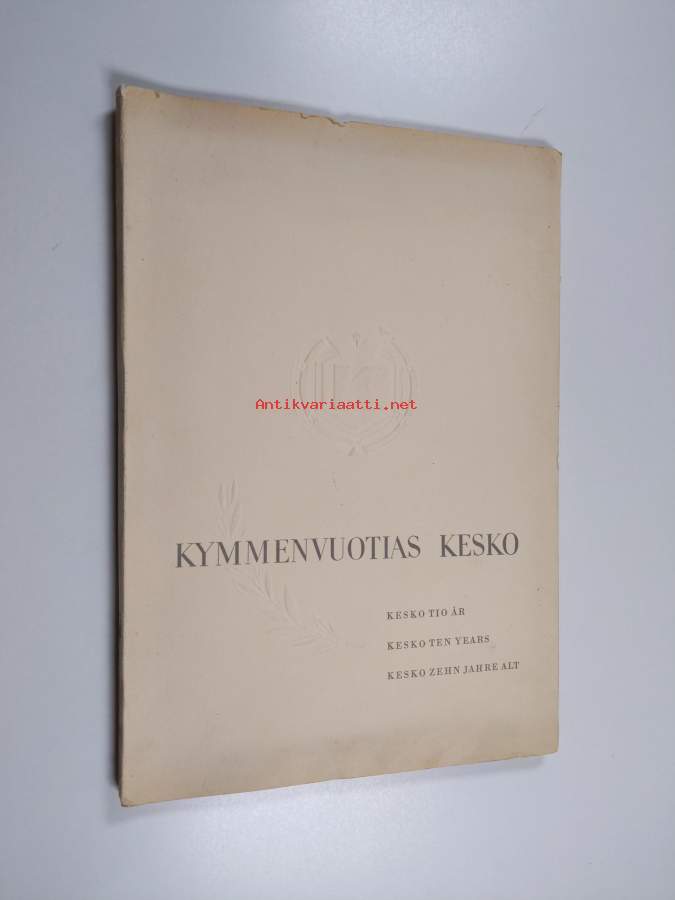 Antikvariaatti.net
KYMMENVUOTIAS KESKO
KESKO TIO ÅR
KESKO TEN YEARS
KESKO ZEHN JAHRE ALT